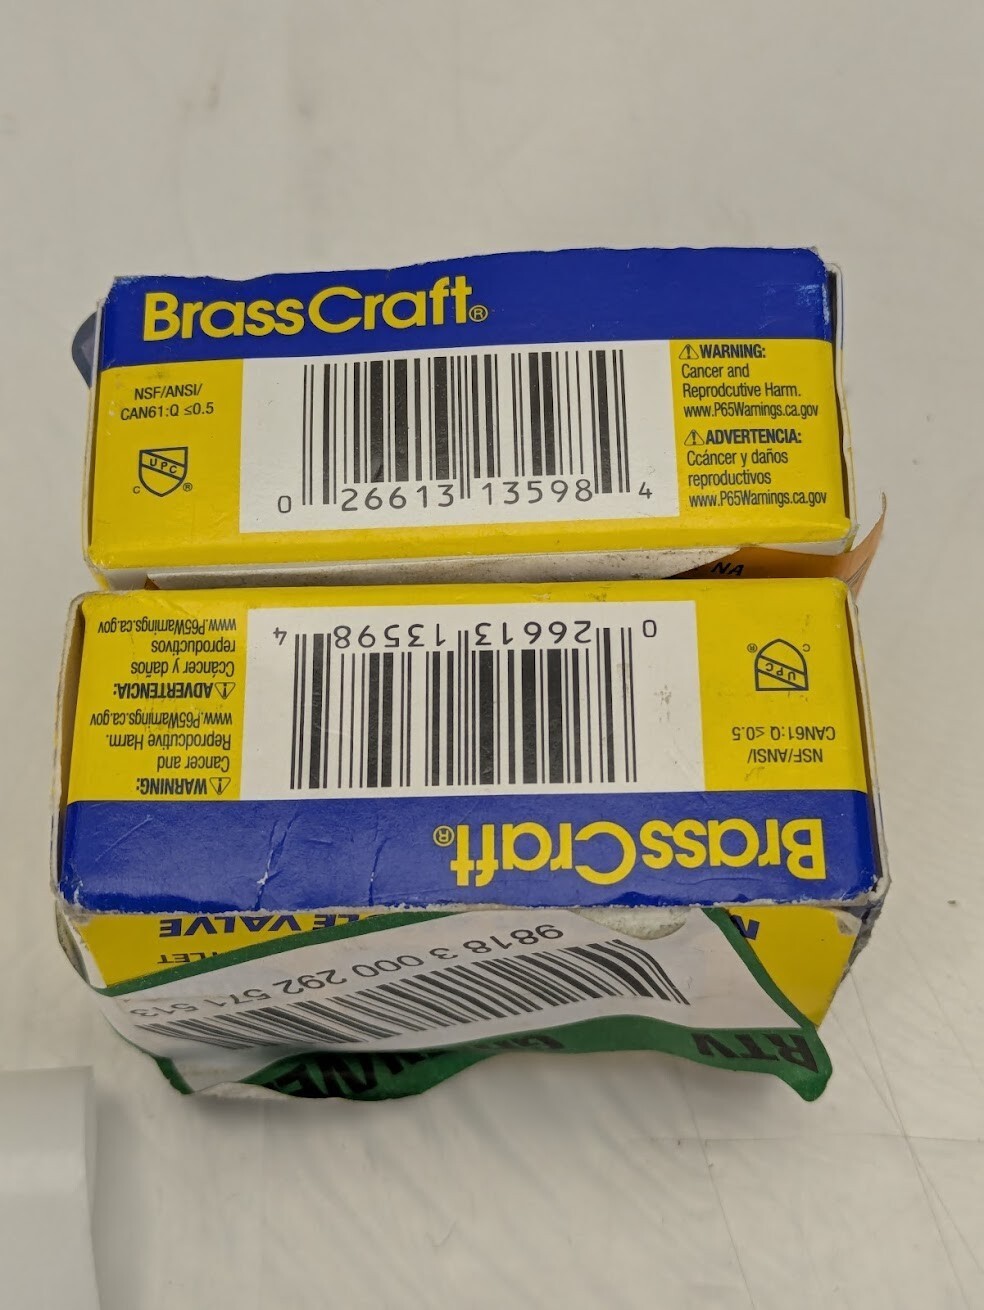 BrassCraft®
NSF/ANSI/
CAN61:Q ≤0.5
UPC
C ®
0 26613 13598 4
⚠WARNING:
Cancer and
Reprodcutive Harm.
www.P65Warnings.ca.gov
⚠ADVERTENCIA:
Ccáncer y daños
reproductivos
www.P65Warnings.ca.gov
NA
BrassCraft®
NSF/ANSI/
CAN61:Q ≤0.5
UPC
C ®
0 26613 13598 4
⚠WARNING:
Cancer and
Reprodcutive Harm.
www.P65Warnings.ca.gov
⚠ADVERTENCIA:
Ccáncer y daños
reproductivos
www.P65Warnings.ca.gov
VALVE
9818 3 000 292 571 513
RTV